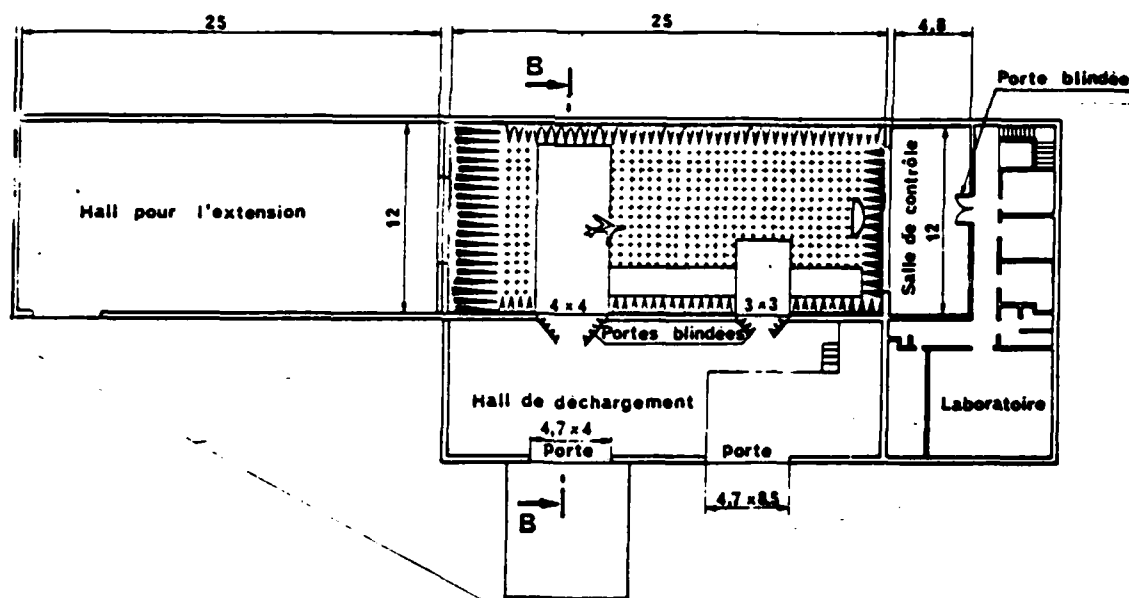 25
25
4,8
B
Porte blindée
Hall pour l'extension
12
Salle de contrôle
12
4 × 4
3 × 3
Portes blindées
Hall de déchargement
Laboratoire
4,7 × 4
Porte
Porte
4,7 × 8,5
B